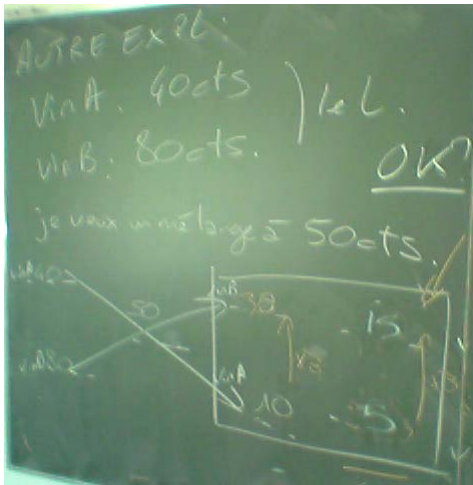 AUTRE EXPL:
Vin A. 40cts
le L.
Vin B: 80cts.
OK?
je veux un mélange à 50cts.
vin A 40
50
vin B
30
15
x3
x3
vin B 80
vin A
10
5